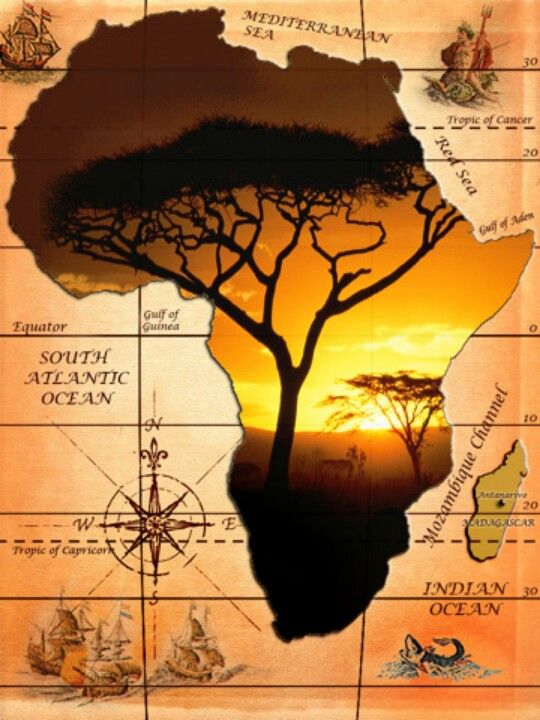 MEDITERRANEAN
SEA
30
Tropic of Cancer
20
Red Sea
Gulf of Aden
Equator
Gulf of
Guinea
0
SOUTH
ATLANTIC
OCEAN
10
Mozambique Channel
N
W
E
S
Antanarivo
20
MADAGASCAR
Tropic of Capricorn
INDIAN
OCEAN
30